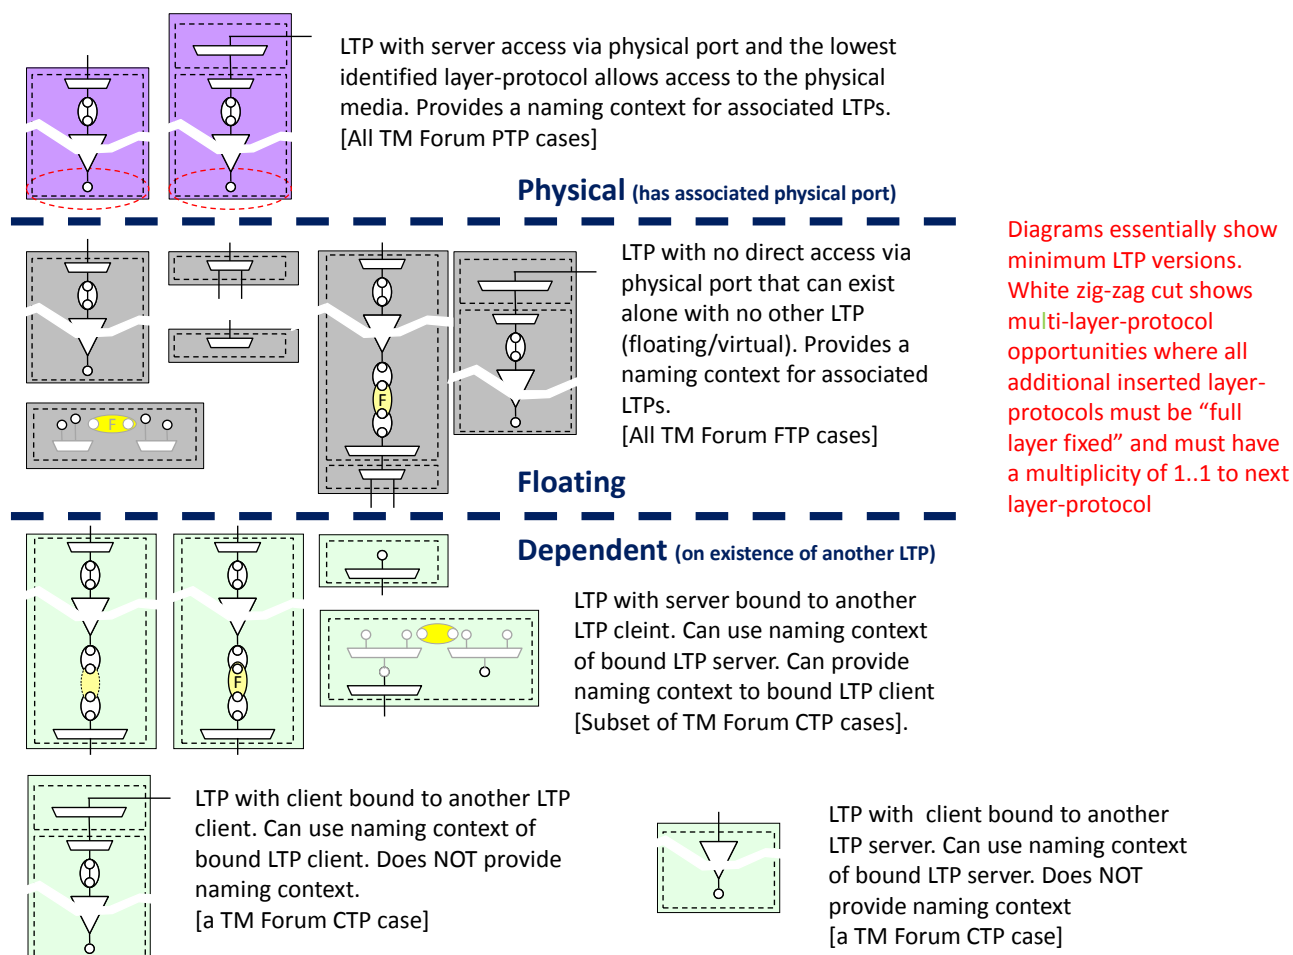 LTP with server access via physical port and the lowest
identified layer-protocol allows access to the physical
media. Provides a naming context for associated LTPs.
[All TM Forum PTP cases]
Physical (has associated physical port)
LTP with no direct access via
physical port that can exist
alone with no other LTP
(floating/virtual). Provides a
naming context for associated
LTPs.
[All TM Forum FTP cases]
F
F
Floating
Diagrams essentially show
minimum LTP versions.
White zig-zag cut shows
multi-layer-protocol
opportunities where all
additional inserted layer-
protocols must be “full
layer fixed” and must have
a multiplicity of 1..1 to next
layer-protocol
Dependent (on existence of another LTP)
LTP with server bound to another
LTP cleint. Can use naming context
of bound LTP server. Can provide
naming context to bound LTP client
[Subset of TM Forum CTP cases].
F
LTP with client bound to another LTP
client. Can use naming context of
bound LTP client. Does NOT provide
naming context.
[a TM Forum CTP case]
LTP with  client bound to another
LTP server. Can use naming context
of bound LTP server. Does NOT
provide naming context
[a TM Forum CTP case]